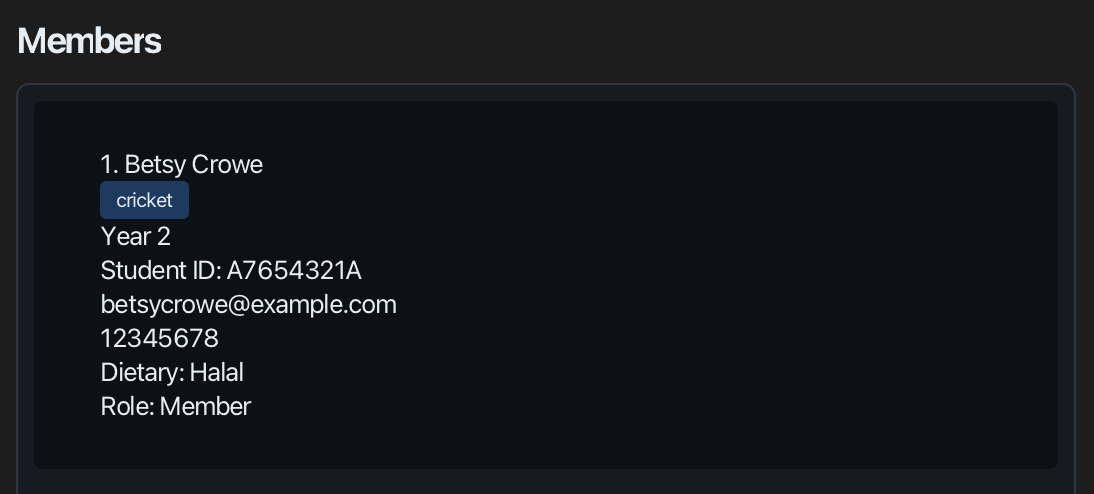 Members
1. Betsy Crowe
cricket
Year 2
Student ID: A7654321A
betsycrowe@example.com
12345678
Dietary: Halal
Role: Member